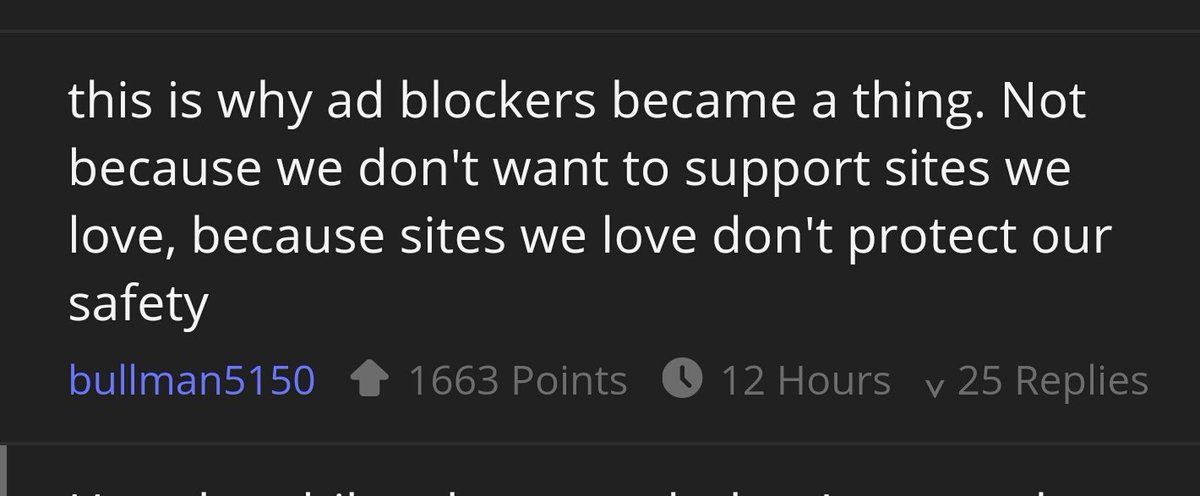 this is why ad blockers became a thing. Not
because we don't want to support sites we
love, because sites we love don't protect our
safety
bullman5150 1663 Points 12 Hours v 25 Replies